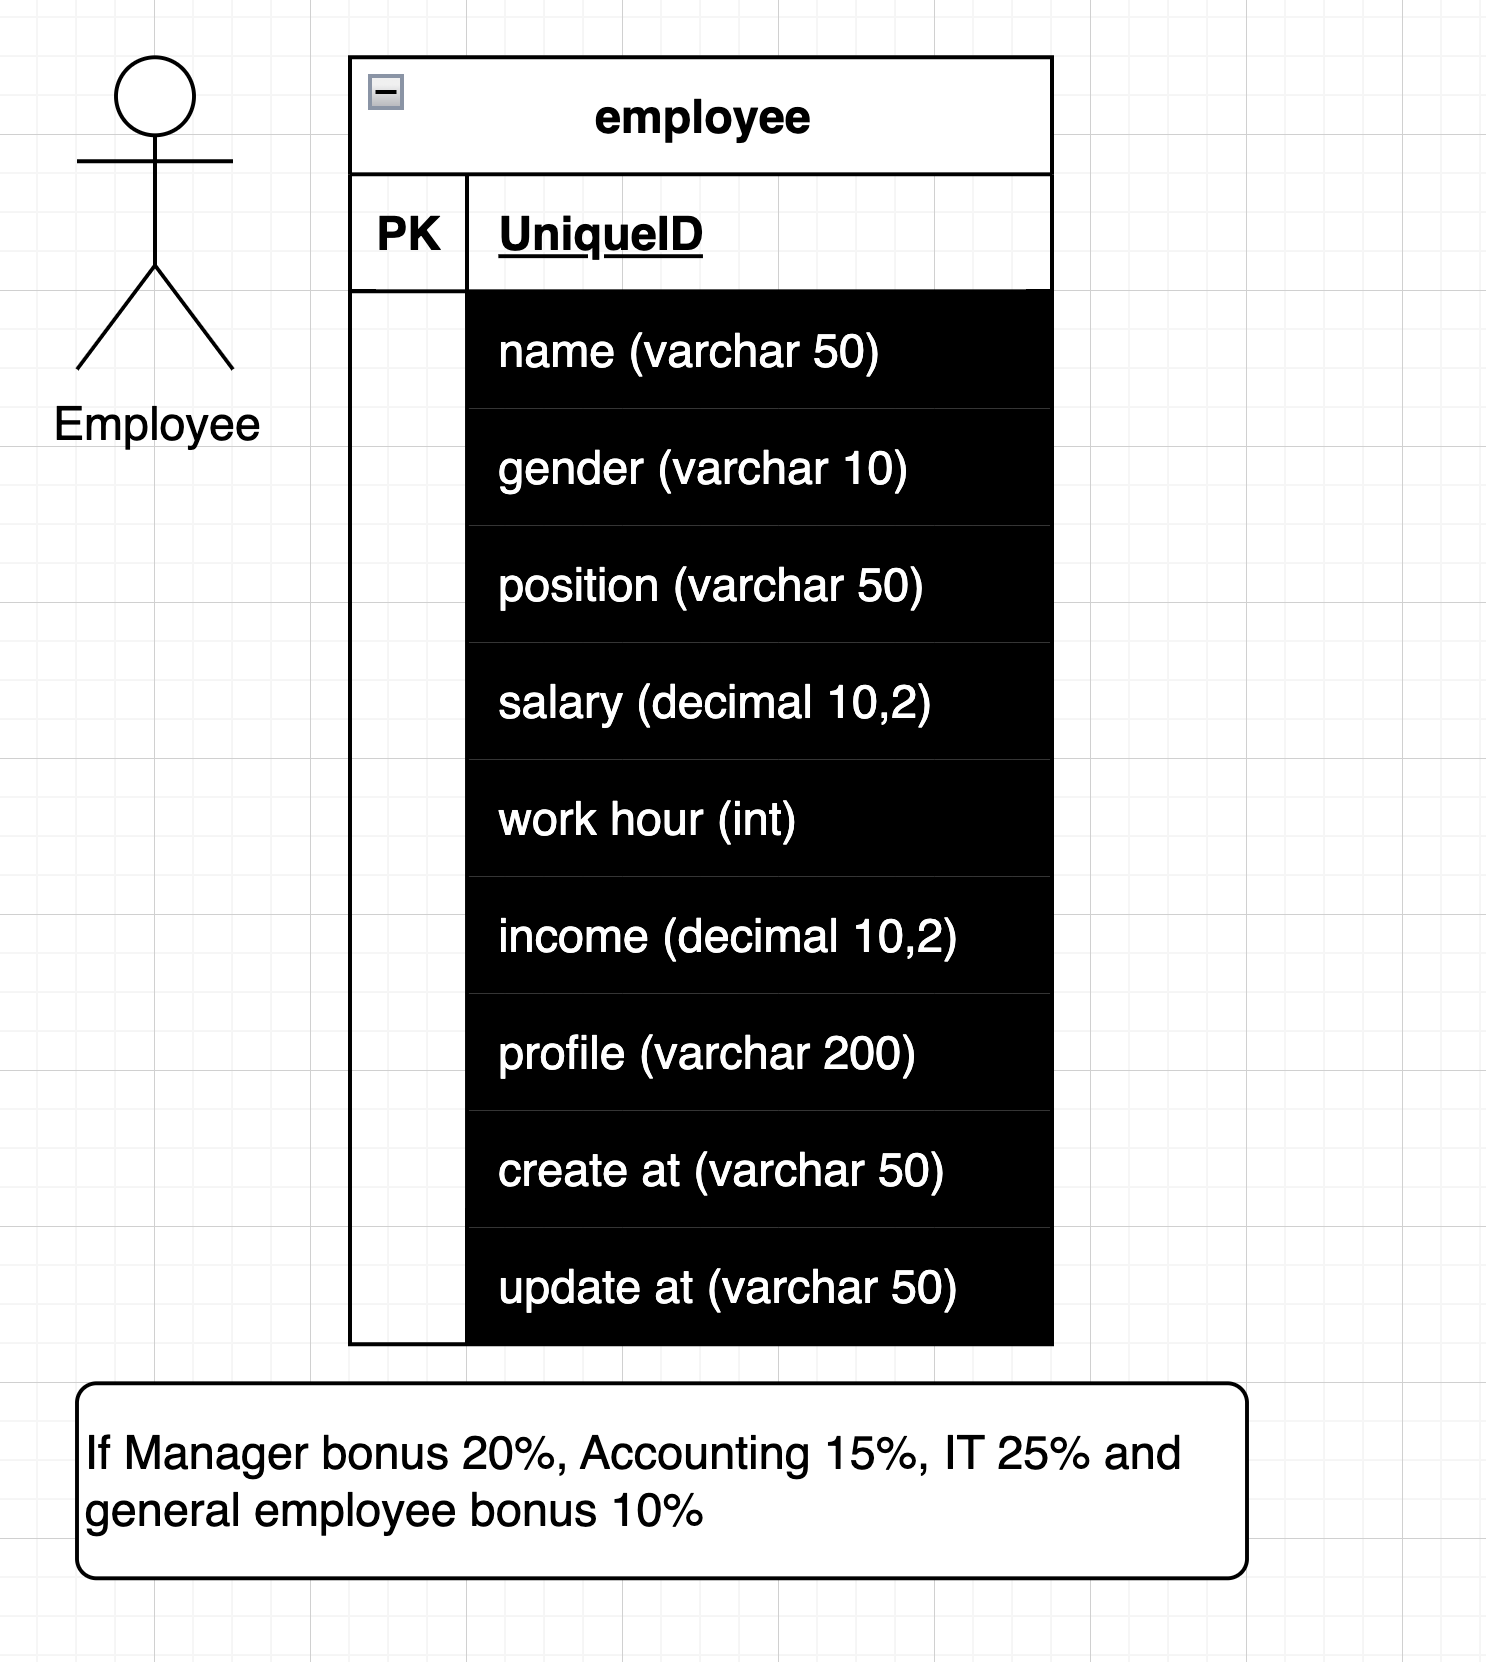 Employee
employee
PK UniqueID
name (varchar 50)
gender (varchar 10)
position (varchar 50)
salary (decimal 10,2)
work hour (int)
income (decimal 10,2)
profile (varchar 200)
create at (varchar 50)
update at (varchar 50)
If Manager bonus 20%, Accounting 15%, IT 25% and
general employee bonus 10%